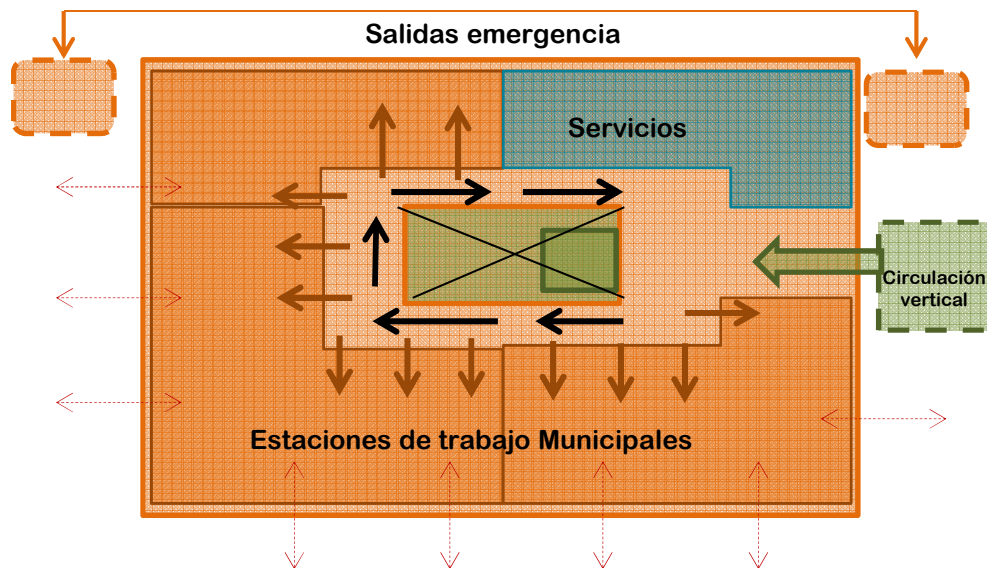 Salidas emergencia
Servicios
Circulación
vertical
Estaciones de trabajo Municipales